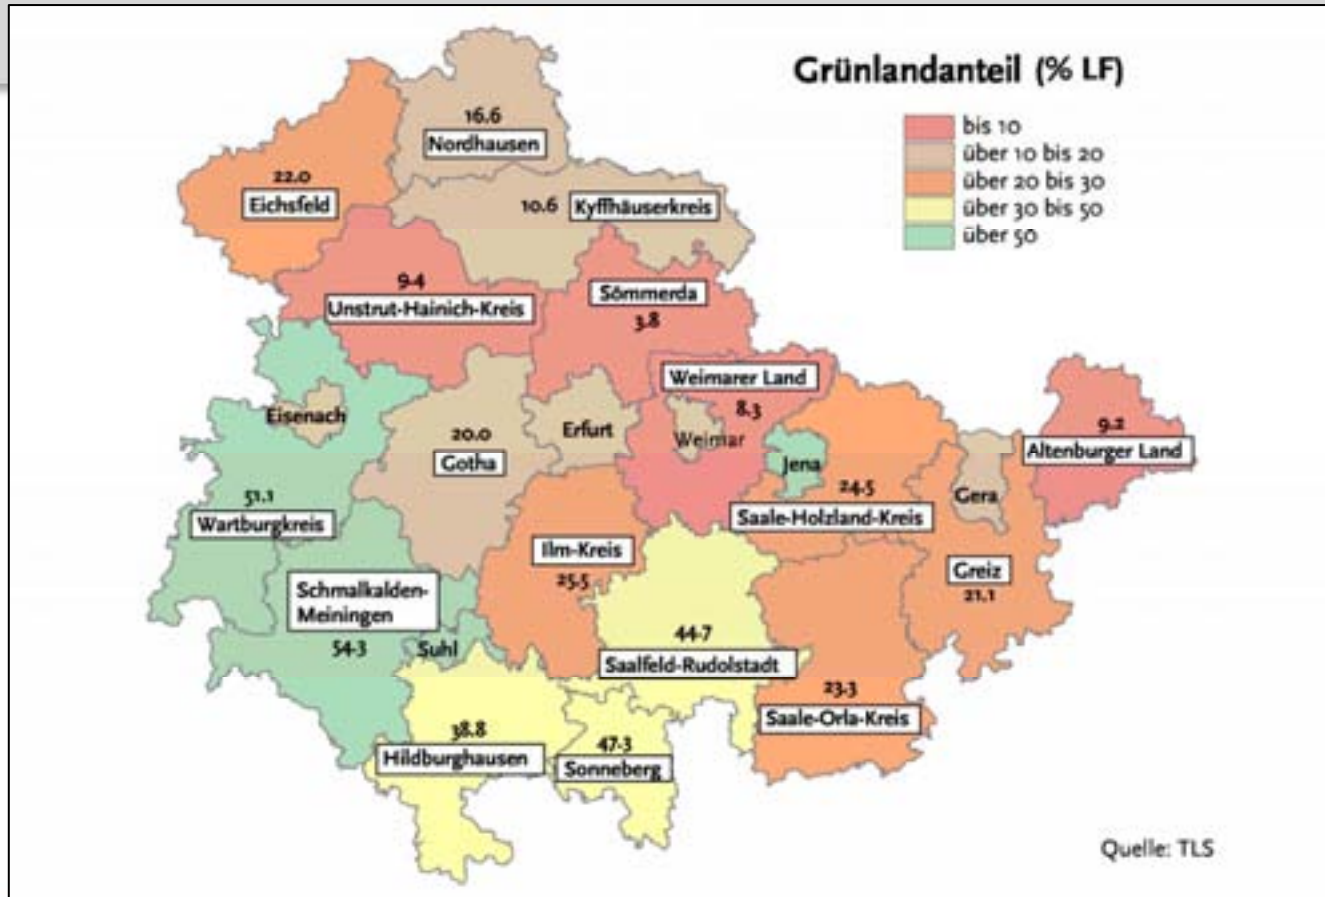 Grünlandanteil (% LF)
bis 10
über 10 bis 20
über 20 bis 30
über 30 bis 50
über 50
16.6
Nordhausen
22.0
Eichsfeld
10.6 Kyffhäuserkreis
9.4
Unstrut-Hainich-Kreis
Sömmerda
3.8
Weimarer Land
8.3
Eisenach
20.0
Gotha
Erfurt
Weimar
Jena
9.2
Altenburger Land
24.5
Saale-Holzland-Kreis
Gera
51.1
Wartburgkreis
Ilm-Kreis
25.5
Greiz
21.1
Schmalkalden-
Meiningen
54.3
Suhl
44.7
Saalfeld-Rudolstadt
23.3
Saale-Orla-Kreis
38.8
Hildburghausen
47.3
Sonneberg
Quelle: TLS